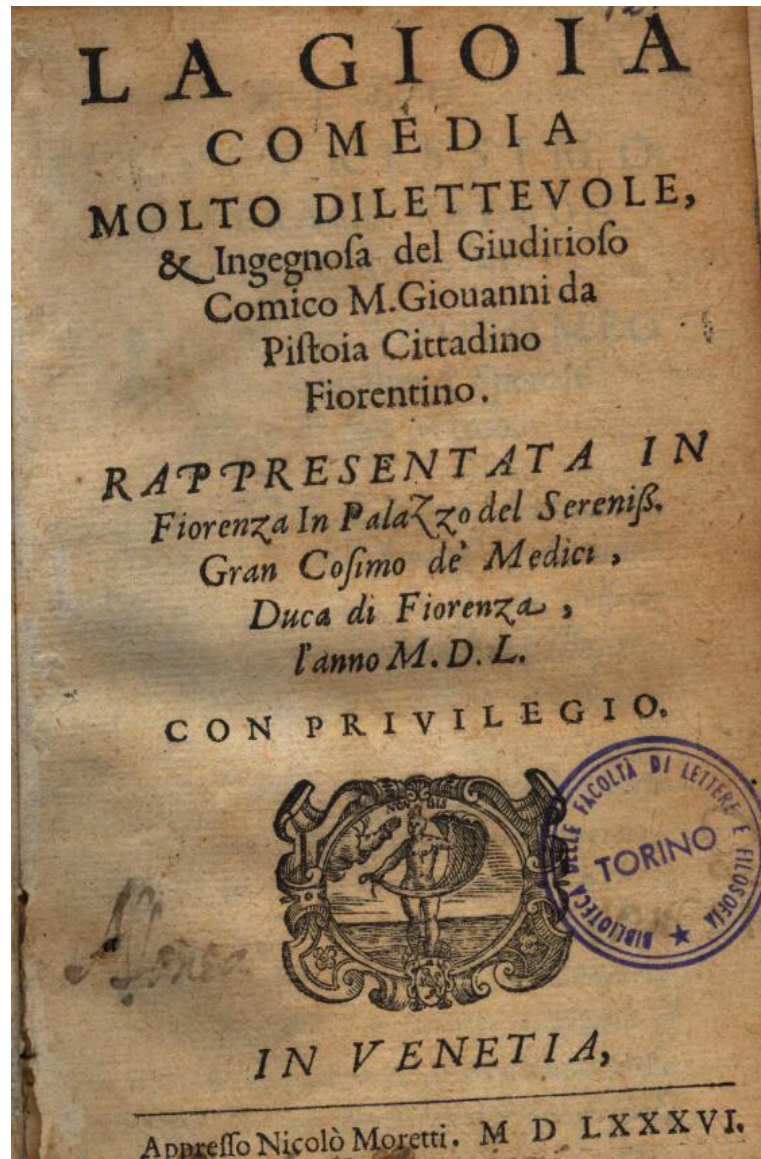 LA GIOIA
COMEDIA
MOLTO DILETTEVOLE,
& Ingegnoſa del Giuditioſo
Comico M.Giouanni da
Piſtoia Cittadino
Fiorentino.
RAPPRESENTATA IN
Fiorenza In Palazzo del Sereniß.
Gran Coſimo de' Medici,
Duca di Fiorenza,
l'anno M. D. L.
CON PRIVILEGIO.
BIBLIOTECA DELLE FACOLTÀ DI LETTERE E FILOSOFIA
TORINO
IN VENETIA,
Appreſſo Nicolò Moretti. M D LXXXVI.